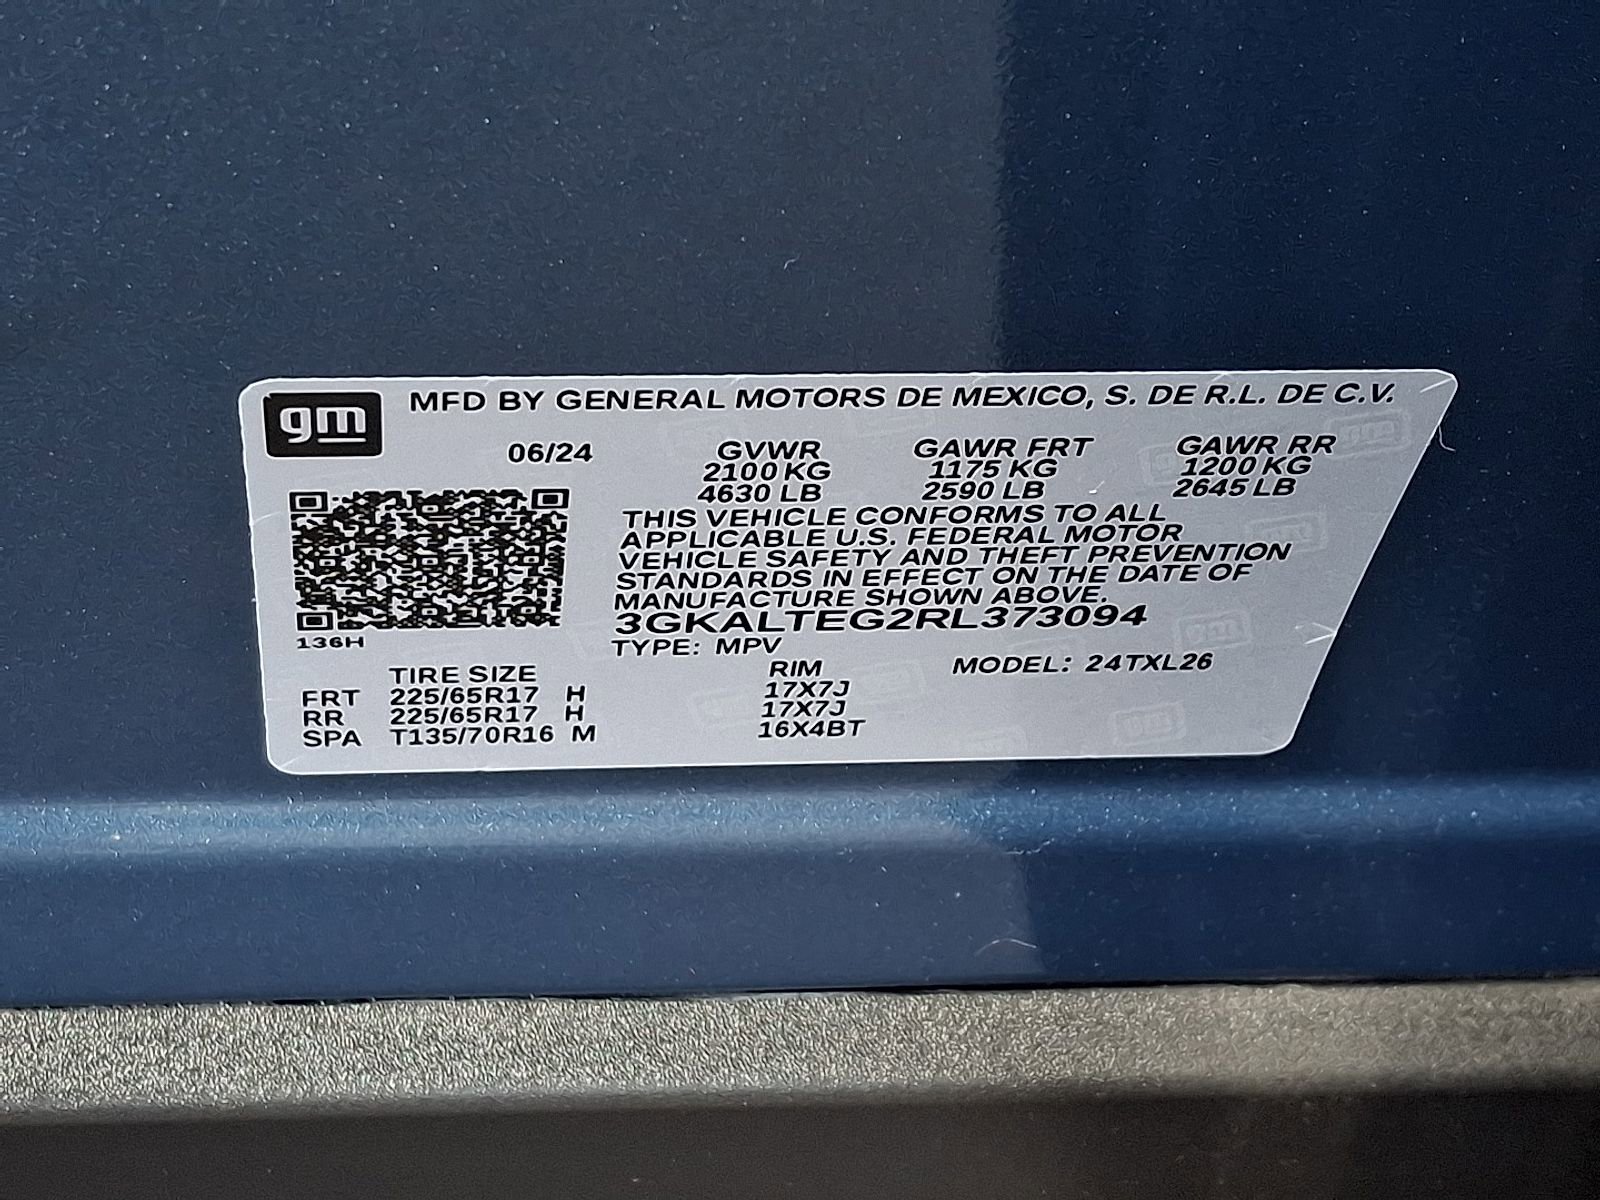 gm MFD BY GENERAL MOTORS DE MEXICO, S. DE R.L. DE C.V.
06/24 GVWR GAWR FRT GAWR RR
2100 KG 1175 KG 1200 KG
4630 LB 2590 LB 2645 LB
THIS VEHICLE CONFORMS TO ALL
APPLICABLE U.S. FEDERAL MOTOR
VEHICLE SAFETY AND THEFT PREVENTION
STANDARDS IN EFFECT ON THE DATE OF
MANUFACTURE SHOWN ABOVE.
3GKALTEG2RL373094
136H
TYPE: MPV
TIRE SIZE RIM MODEL: 24TXL26
FRT 225/65R17 H 17X7J
RR 225/65R17 H 17X7J
SPA T135/70R16 M 16X4BT